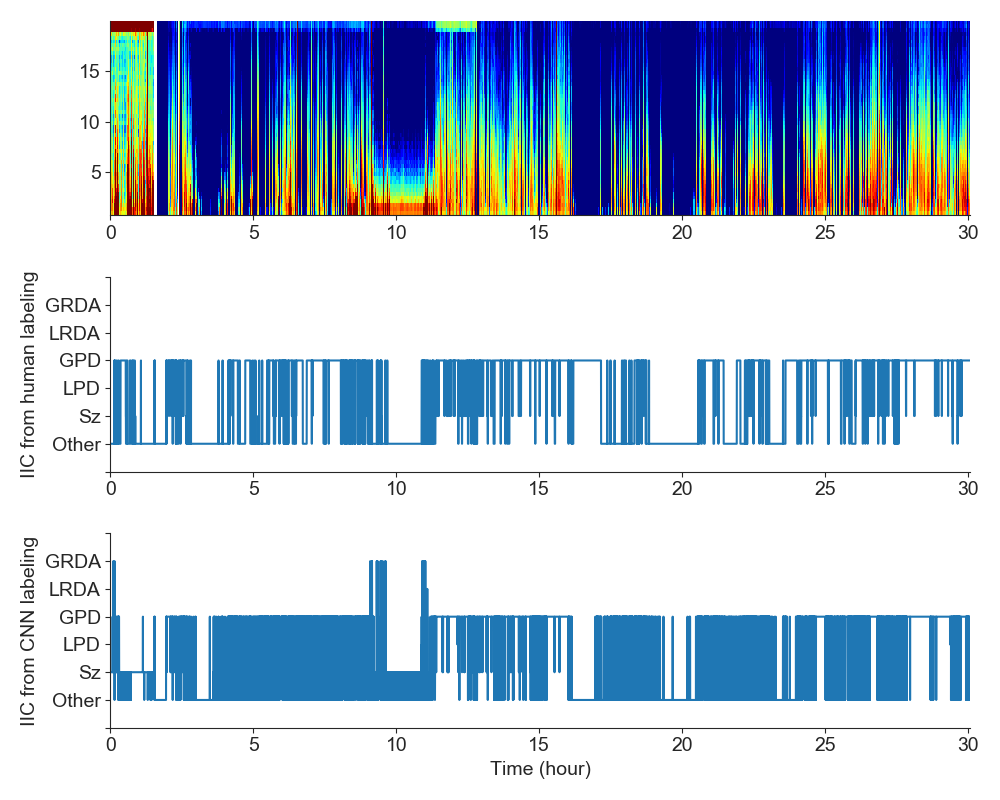 15
10
5
0 5 10 15 20 25 30
IIC from human labeling
GRDA
LRDA
GPD
LPD
Sz
Other
0 5 10 15 20 25 30
IIC from CNN labeling
GRDA
LRDA
GPD
LPD
Sz
Other
0 5 10 15 20 25 30
Time (hour)